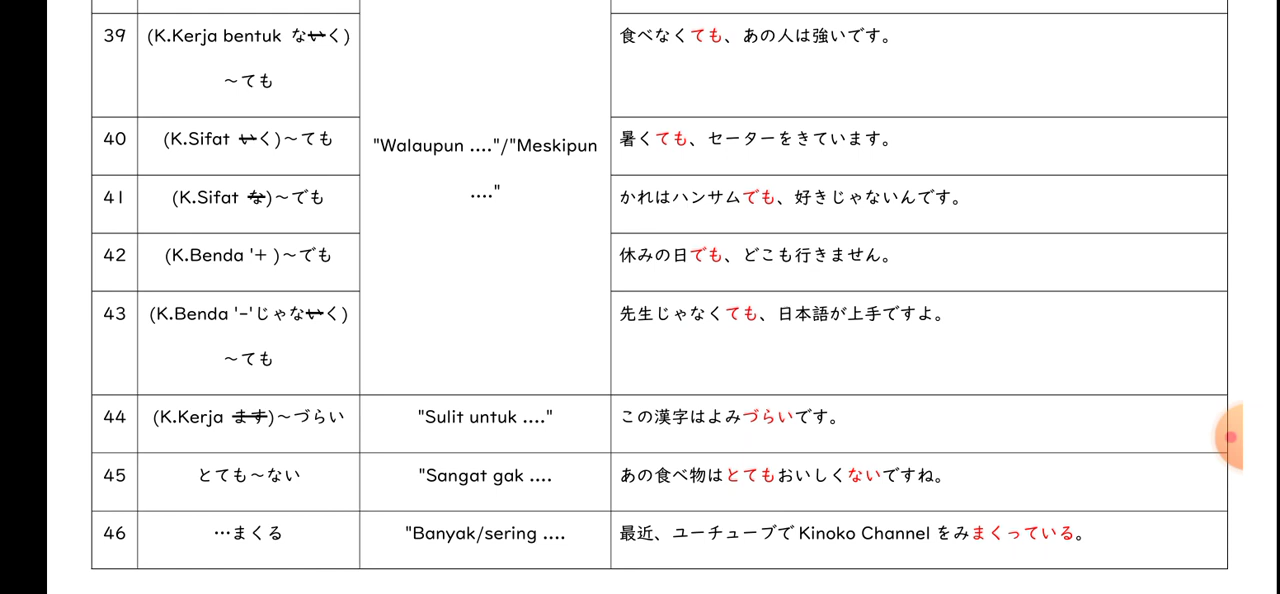 39
(K.Kerja bentuk ないく)
～ても
食べなくても、あの人は強いです。
40
(K.Sifat いく)～ても
"Walaupun ...."/"Meskipun
...."
暑くても、セーターをきています。
41
(K.Sifat な)～でも
かれはハンサムでも、好きじゃないんです。
42
(K.Benda '+ )～でも
休みの日でも、どこも行きません。
43
(K.Benda '-'じゃないく)
～ても
先生じゃなくても、日本語が上手ですよ。
44
(K.Kerja ます)～づらい
"Sulit untuk ...."
この漢字はよみづらいです。
45
とても～ない
"Sangat gak ....
あの食べ物はとてもおいしくないですね。
46
…まくる
"Banyak/sering ....
最近、ユーチューブで Kinoko Channel をみまくっている。